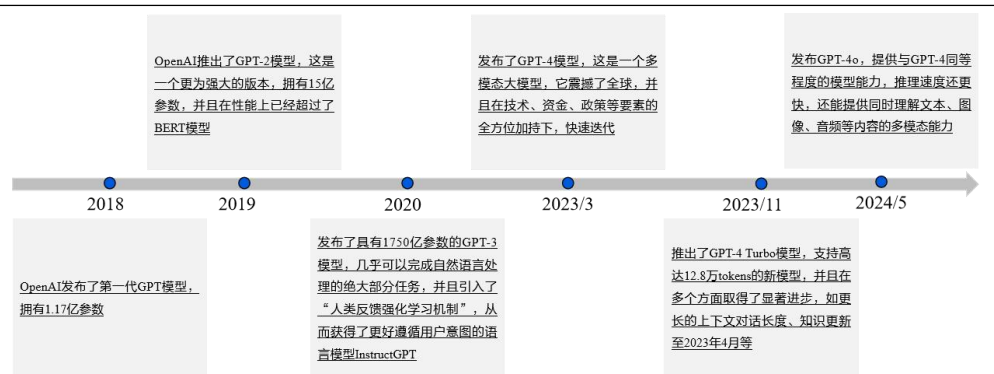 OpenAI推出了GPT-2模型，这是
一个更为强大的版本，拥有15亿
参数，并且在性能上已经超过了
BERT模型
发布了GPT-4模型，这是一个多
模态大模型，它震撼了全球，并
且在技术、资金、政策等要素的
全方位加持下，快速迭代
发布GPT-4o，提供与GPT-4同等
程度的模型能力，推理速度还更
快，还能提供同时理解文本、图
像、音频等内容的多模态能力
2018
2019
2020
2023/3
2023/11
2024/5
OpenAI发布了第一代GPT模型，
拥有1.17亿参数
发布了具有1750亿参数的GPT-3
模型，几乎可以完成自然语言处
理的绝大部分任务，并且引入了
“人类反馈强化学习机制”，从
而获得了更好遵循用户意图的语
言模型InstructGPT
推出了GPT-4 Turbo模型，支持高
达12.8万tokens的新模型，并且在
多个方面取得了显著进步，如更
长的上下文对话长度、知识更新
至2023年4月等